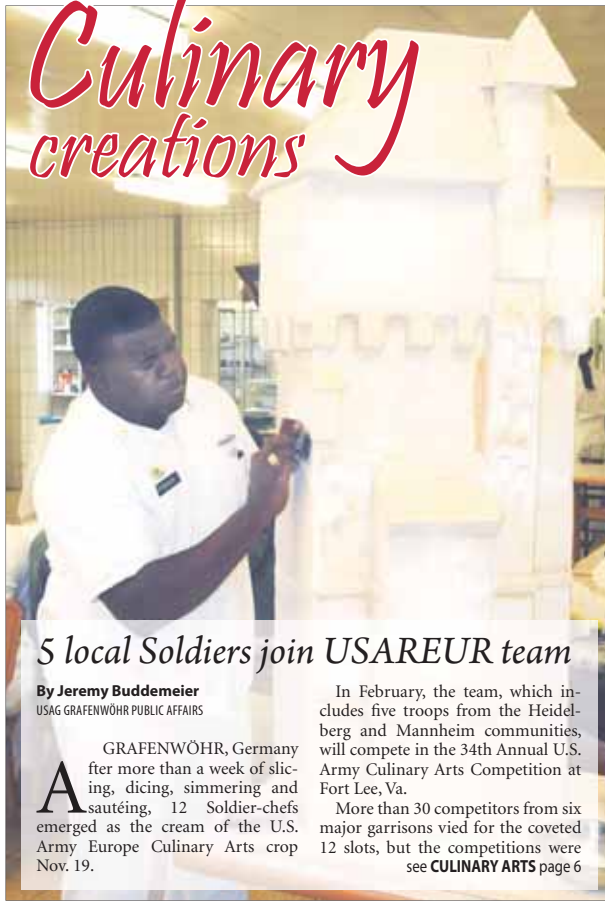 Culinary
creations
5 local Soldiers join USAREUR team
By Jeremy Buddemeier
USAG GRAFENWÖHR PUBLIC AFFAIRS
GRAFENWÖHR, Germany
After more than a week of slic-
ing, dicing, simmering and
sautéing, 12 Soldier-chefs
emerged as the cream of the U.S.
Army Europe Culinary Arts crop
Nov. 19.
In February, the team, which in-
cludes five troops from the Heidel-
berg and Mannheim communities,
will compete in the 34th Annual U.S.
Army Culinary Arts Competition at
Fort Lee, Va.
More than 30 competitors from six
major garrisons vied for the coveted
12 slots, but the competitions were
see CULINARY ARTS page 6